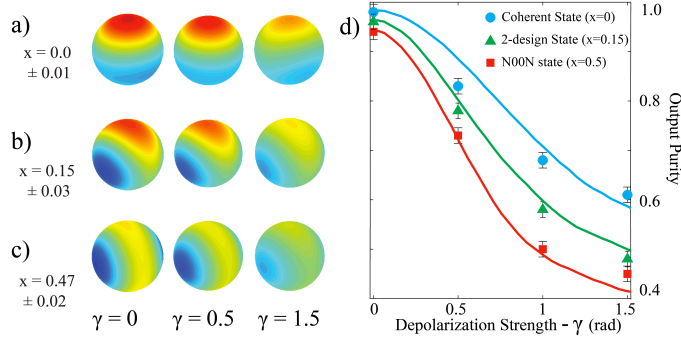 a)
x = 0.0
± 0.01
b)
x = 0.15
± 0.03
c)
x = 0.47
± 0.02
γ = 0
γ = 0.5
γ = 1.5
d)
Coherent State (x=0)
2-design State (x=0.15)
N00N state (x=0.5)
1.0
0.8
0.6
0.4
Output Purity
0
0.5
1
1.5
Depolarization Strength - γ (rad)